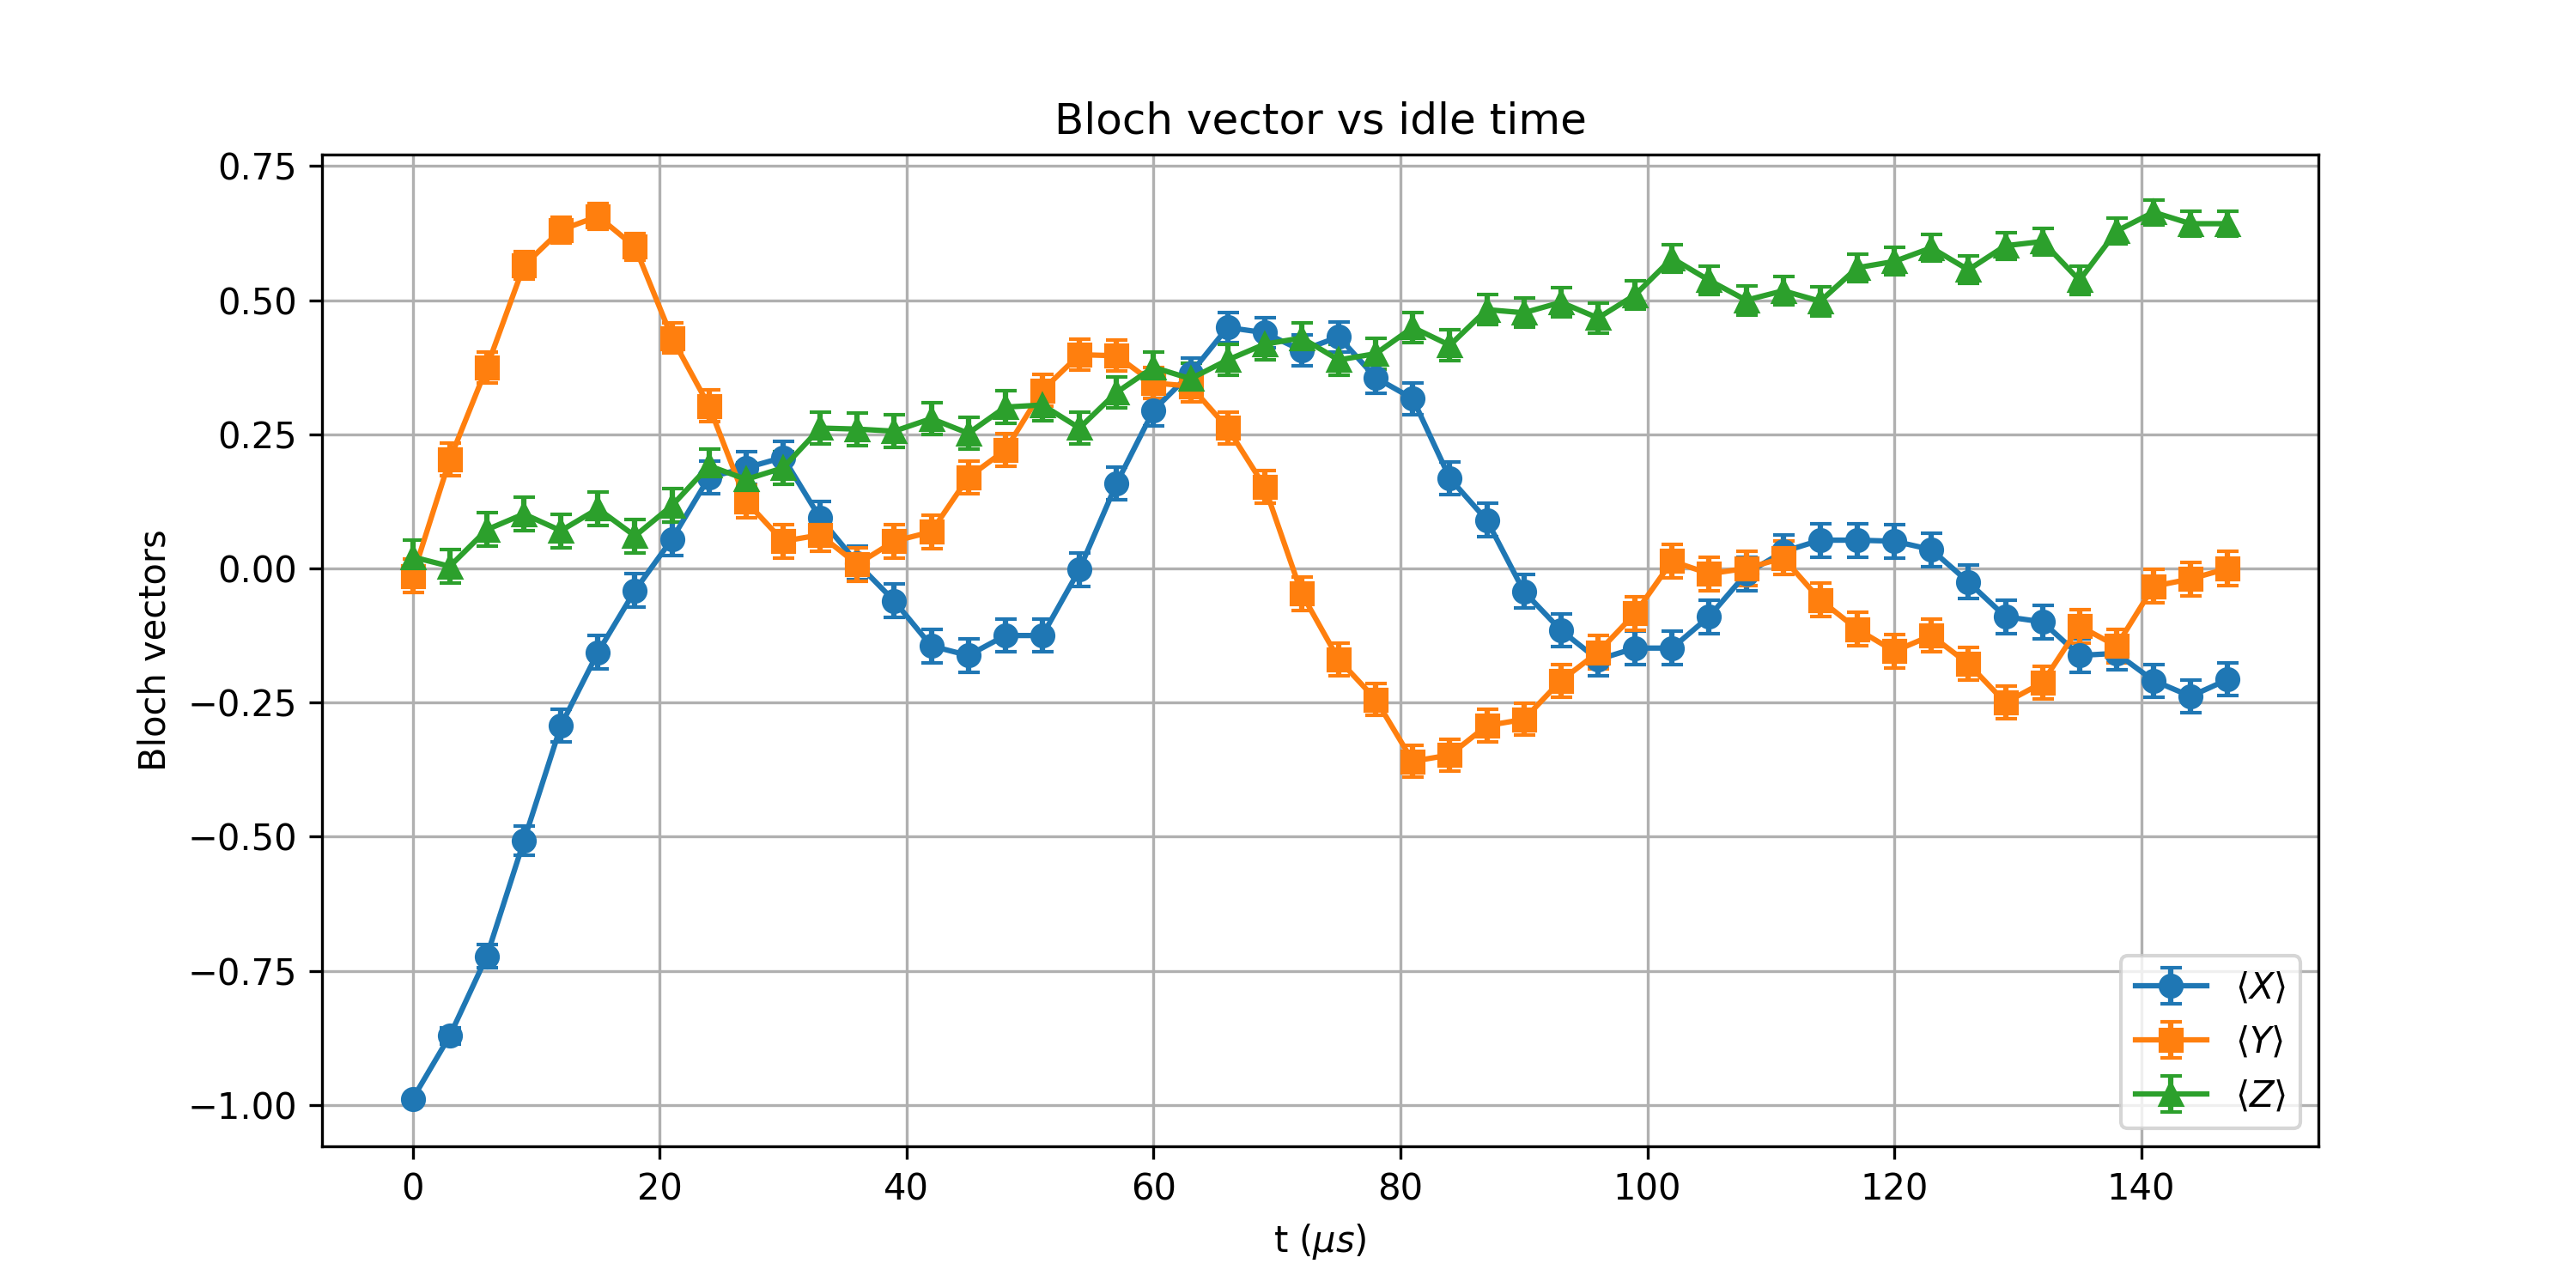 Bloch vector vs idle time
Bloch vectors
0.75
0.50
0.25
0.00
−0.25
−0.50
−0.75
−1.00
0 20 40 60 80 100 120 140
t (μs)
⟨X⟩
⟨Y⟩
⟨Z⟩